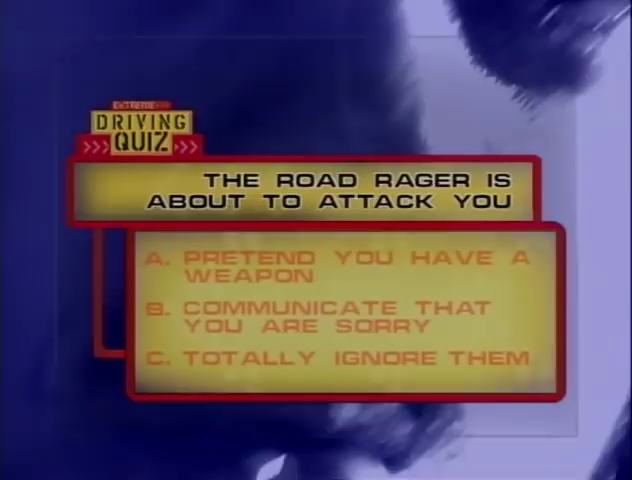 EXTREME
DRIVING
QUIZ
THE ROAD RAGER IS
ABOUT TO ATTACK YOU
A. PRETEND YOU HAVE A
WEAPON
B. COMMUNICATE THAT
YOU ARE SORRY
C. TOTALLY IGNORE THEM